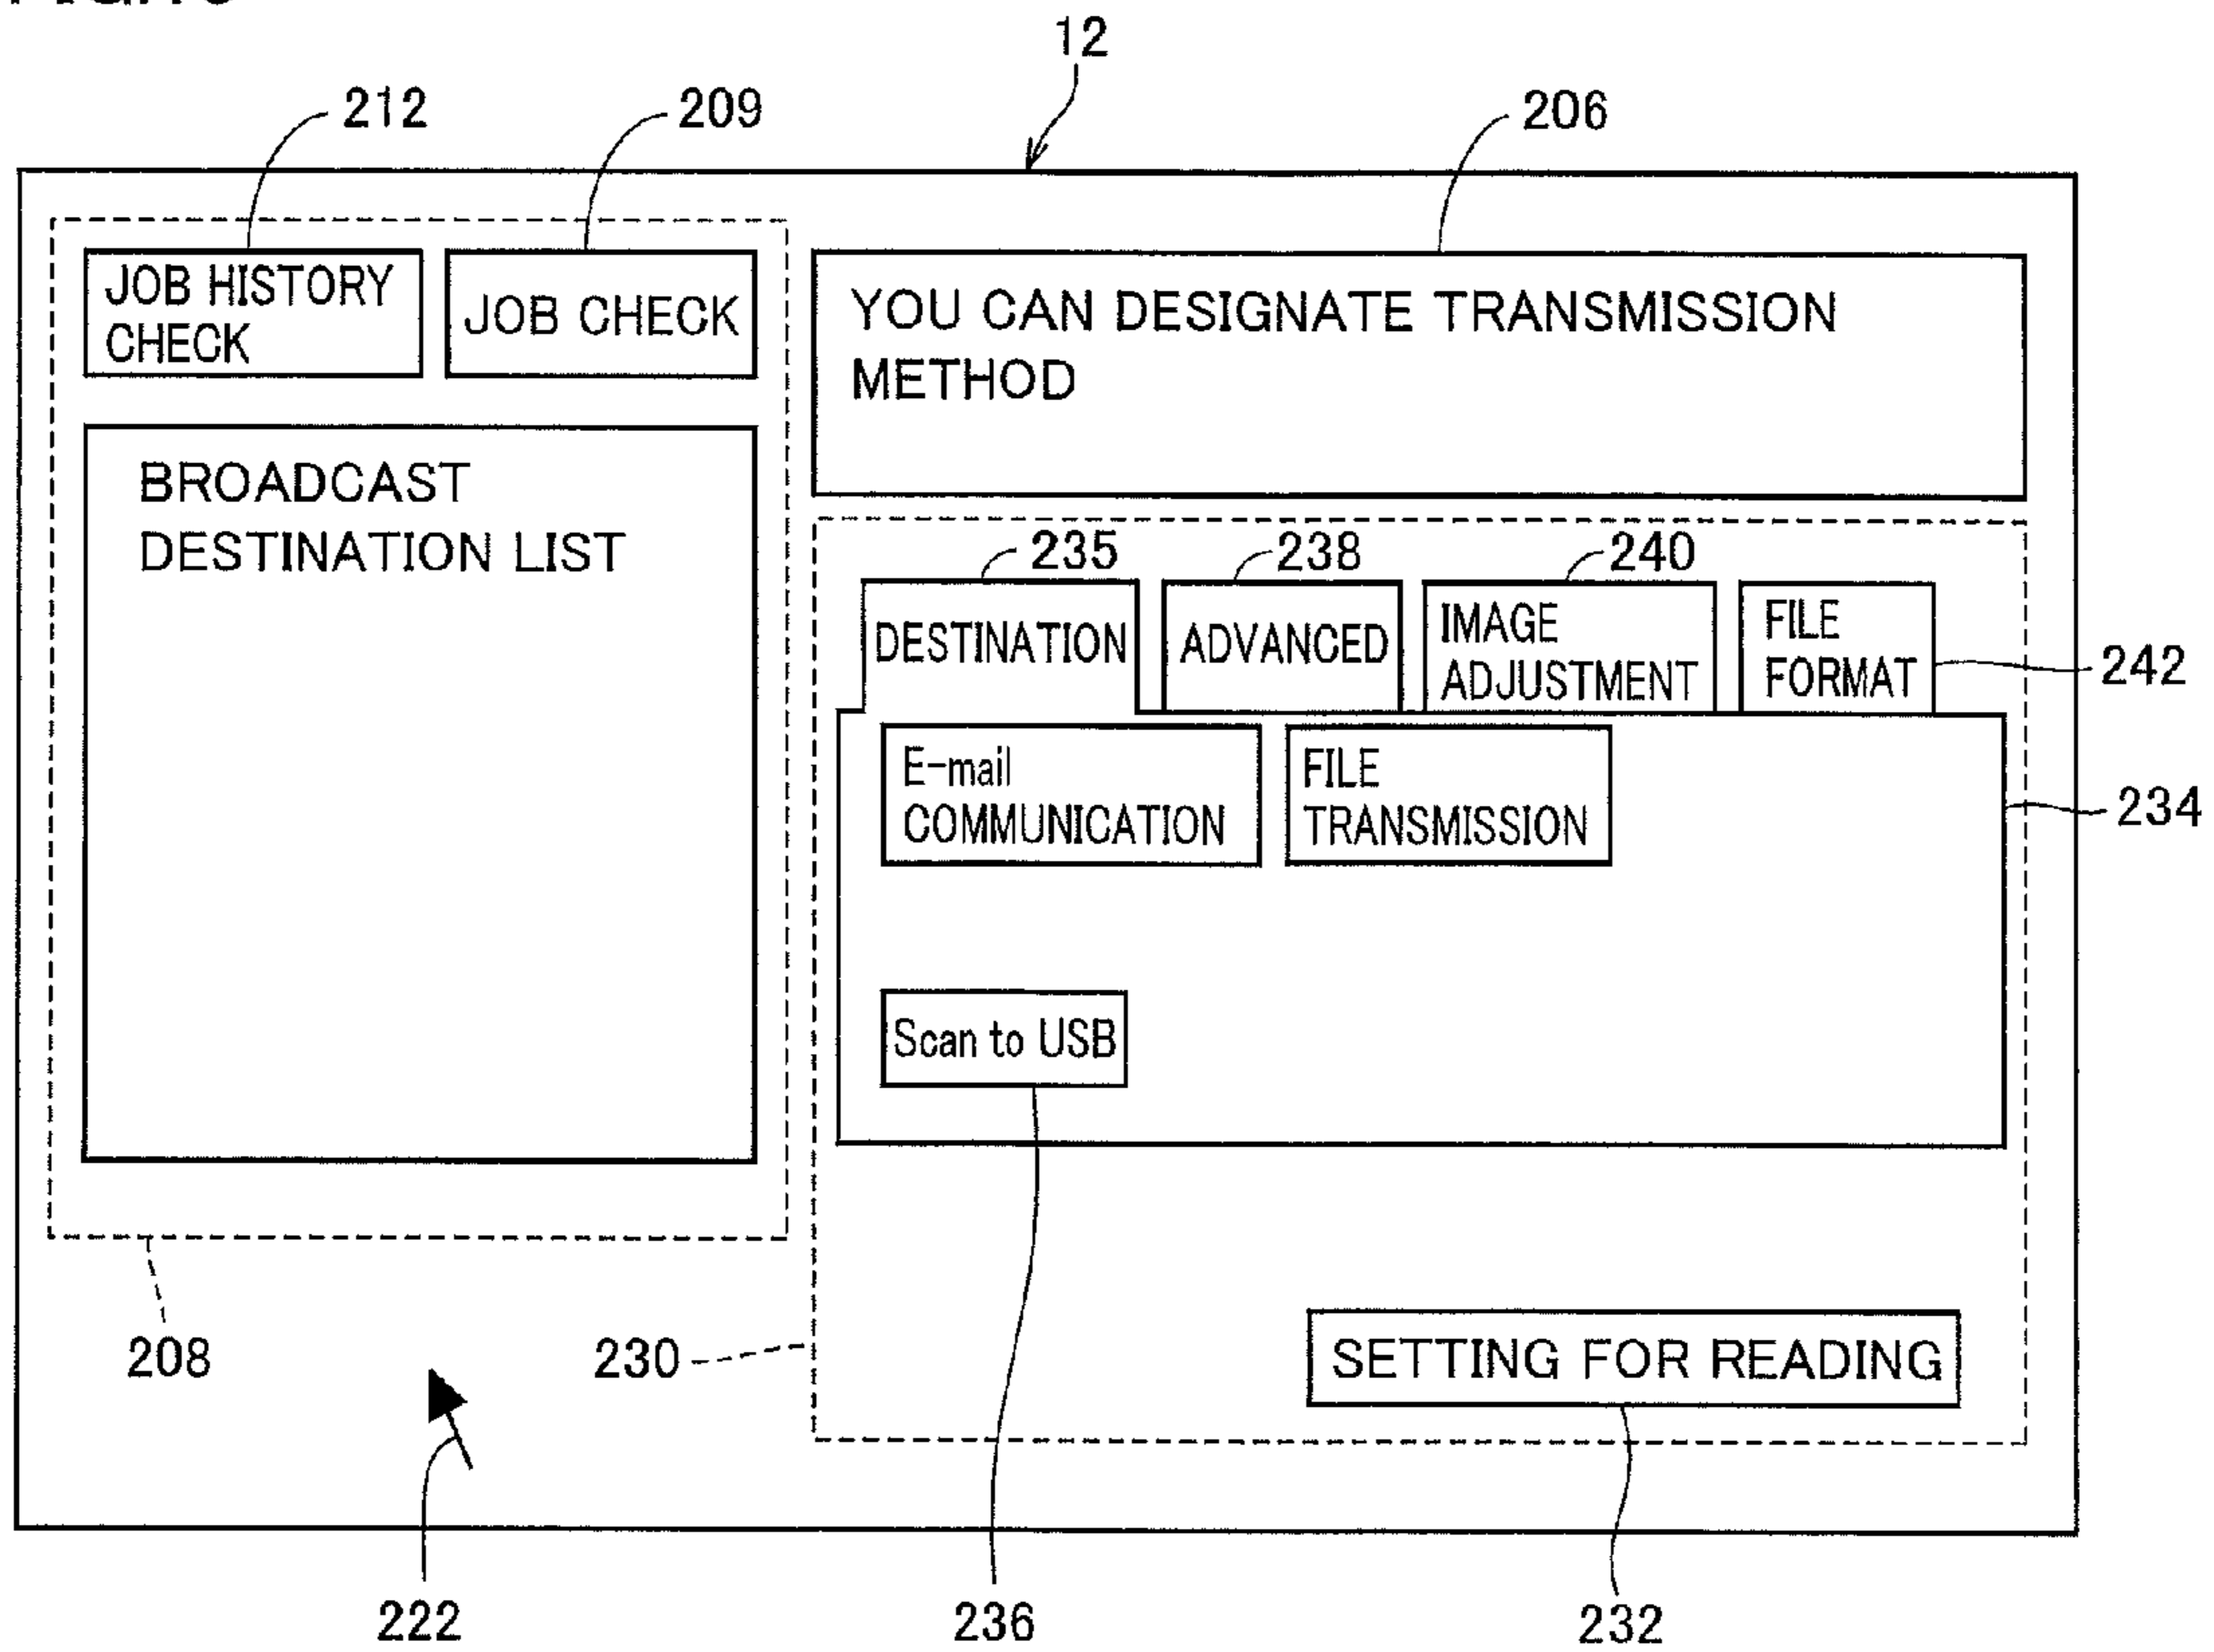 12
212
209
206
JOB HISTORY
CHECK
JOB CHECK
YOU CAN DESIGNATE TRANSMISSION
METHOD
BROADCAST
DESTINATION LIST
235
238
240
DESTINATION
ADVANCED
IMAGE
ADJUSTMENT
FILE
FORMAT
242
E-mail
COMMUNICATION
FILE
TRANSMISSION
234
Scan to USB
208
230
SETTING FOR READING
222
236
232